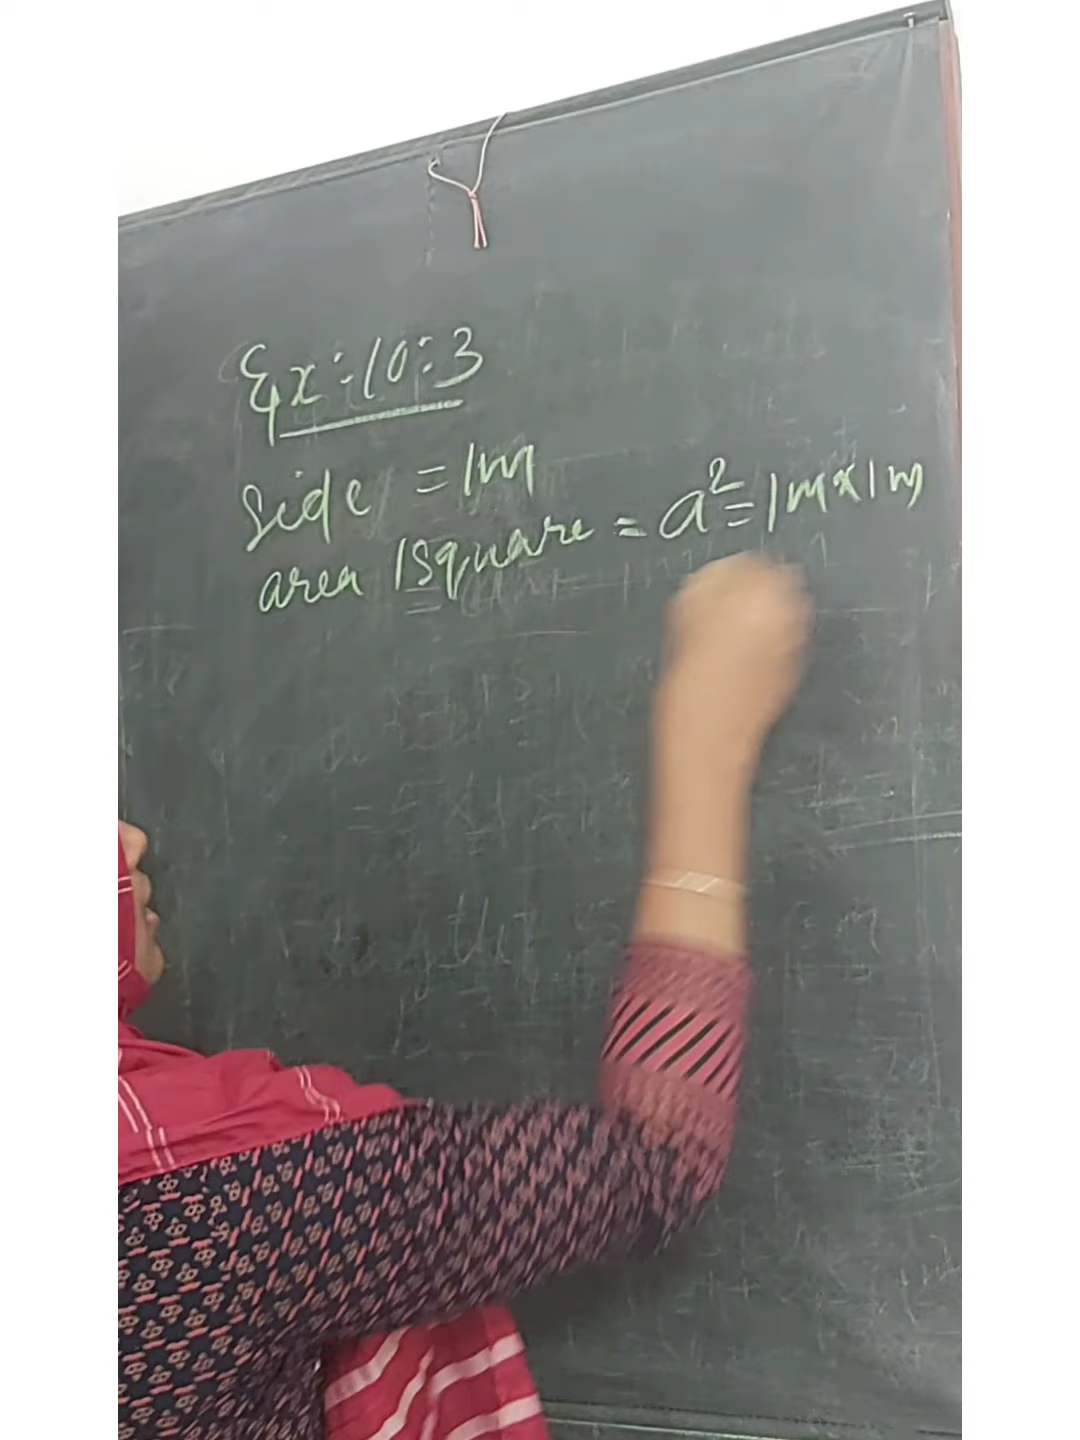 Ex:-10:3
Side = 1m
area 1square = a² = 1m x 1m